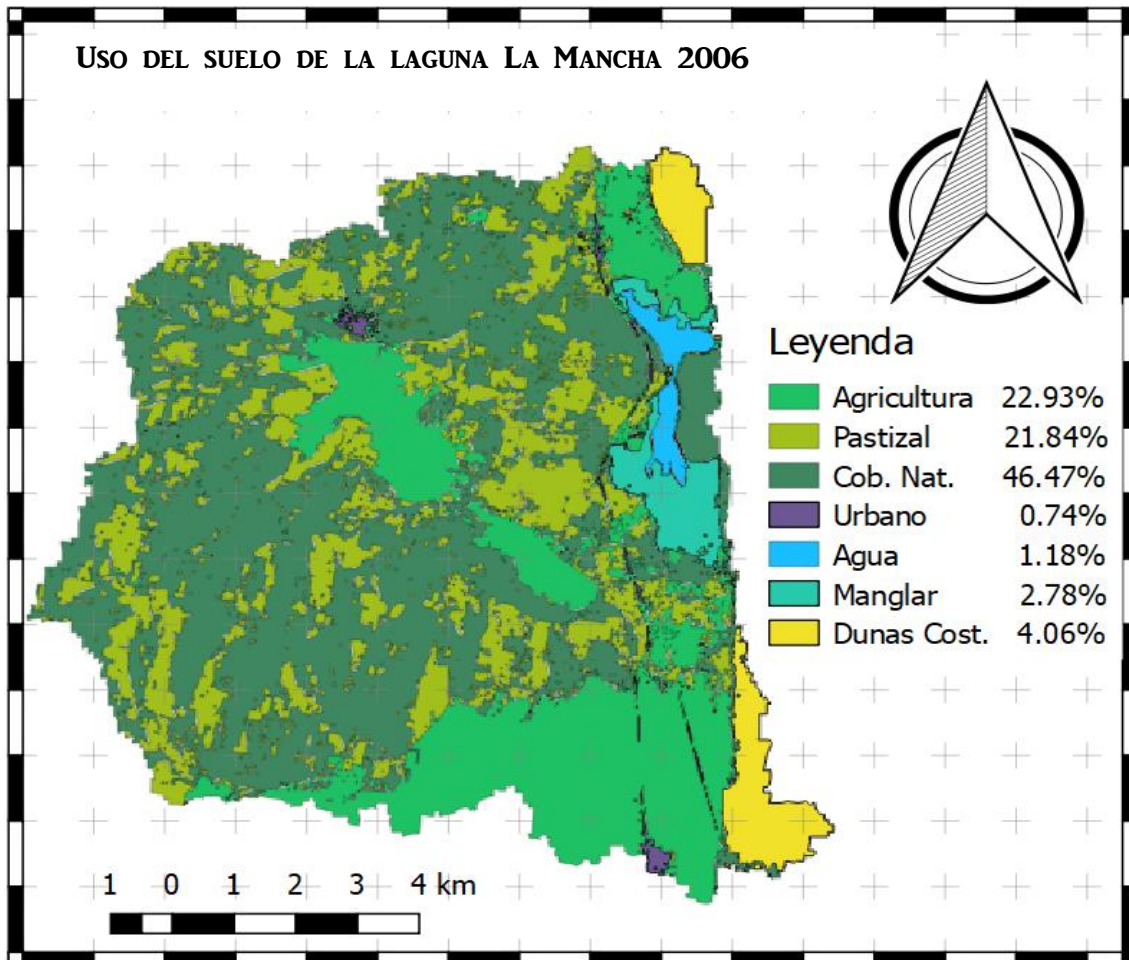 Uso del suelo de la laguna La Mancha 2006
Leyenda
Agricultura 22.93%
Pastizal 21.84%
Cob. Nat. 46.47%
Urbano 0.74%
Agua 1.18%
Manglar 2.78%
Dunas Cost. 4.06%
1 0 1 2 3 4 km